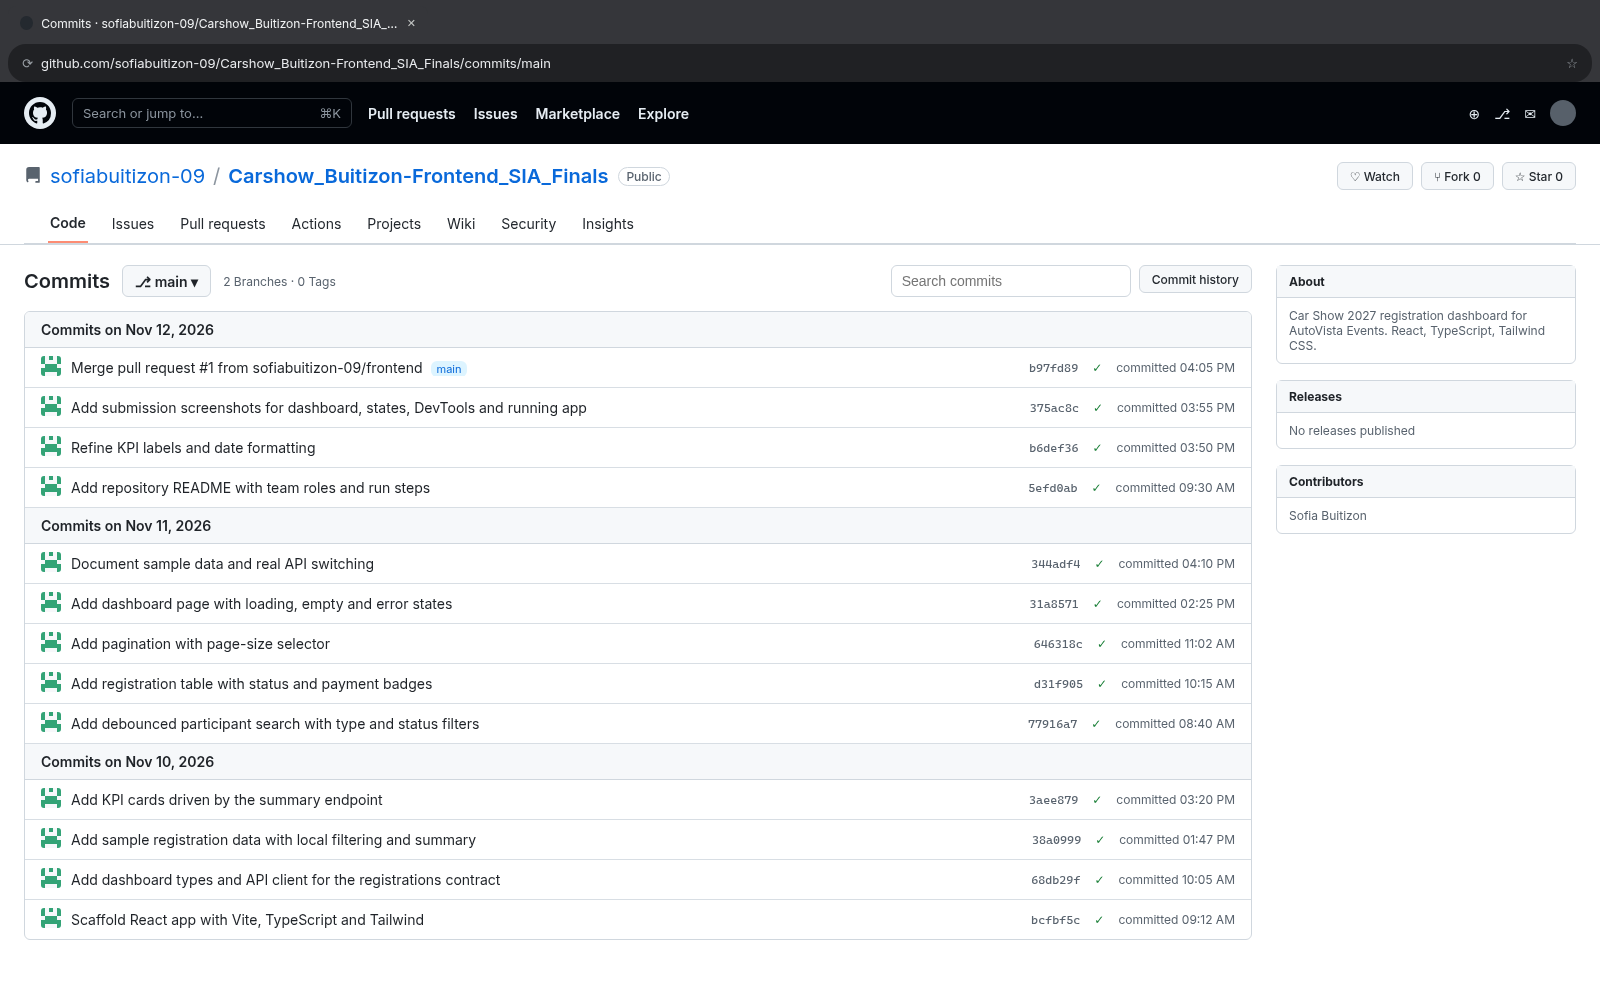 Commits · sofiabuitizon-09/Carshow_Buitizon-Frontend_SIA_... ×
github.com/sofiabuitizon-09/Carshow_Buitizon-Frontend_SIA_Finals/commits/main
Search or jump to... ⌘K Pull requests Issues Marketplace Explore
sofiabuitizon-09 / Carshow_Buitizon-Frontend_SIA_Finals Public
♡ Watch ⑂ Fork 0 ☆ Star 0
Code Issues Pull requests Actions Projects Wiki Security Insights
Commits ⎇ main ▾ 2 Branches · 0 Tags Search commits Commit history
Commits on Nov 12, 2026
Merge pull request #1 from sofiabuitizon-09/frontend main b97fd89 ✓ committed 04:05 PM
Add submission screenshots for dashboard, states, DevTools and running app 375ac8c ✓ committed 03:55 PM
Refine KPI labels and date formatting b6def36 ✓ committed 03:50 PM
Add repository README with team roles and run steps 5efd0ab ✓ committed 09:30 AM
Commits on Nov 11, 2026
Document sample data and real API switching 344adf4 ✓ committed 04:10 PM
Add dashboard page with loading, empty and error states 31a8571 ✓ committed 02:25 PM
Add pagination with page-size selector 646318c ✓ committed 11:02 AM
Add registration table with status and payment badges d31f905 ✓ committed 10:15 AM
Add debounced participant search with type and status filters 77916a7 ✓ committed 08:40 AM
Commits on Nov 10, 2026
Add KPI cards driven by the summary endpoint 3aee879 ✓ committed 03:20 PM
Add sample registration data with local filtering and summary 38a0999 ✓ committed 01:47 PM
Add dashboard types and API client for the registrations contract 68db29f ✓ committed 10:05 AM
Scaffold React app with Vite, TypeScript and Tailwind bcfbf5c ✓ committed 09:12 AM
About
Car Show 2027 registration dashboard for
AutoVista Events. React, TypeScript, Tailwind
CSS.
Releases
No releases published
Contributors
Sofia Buitizon